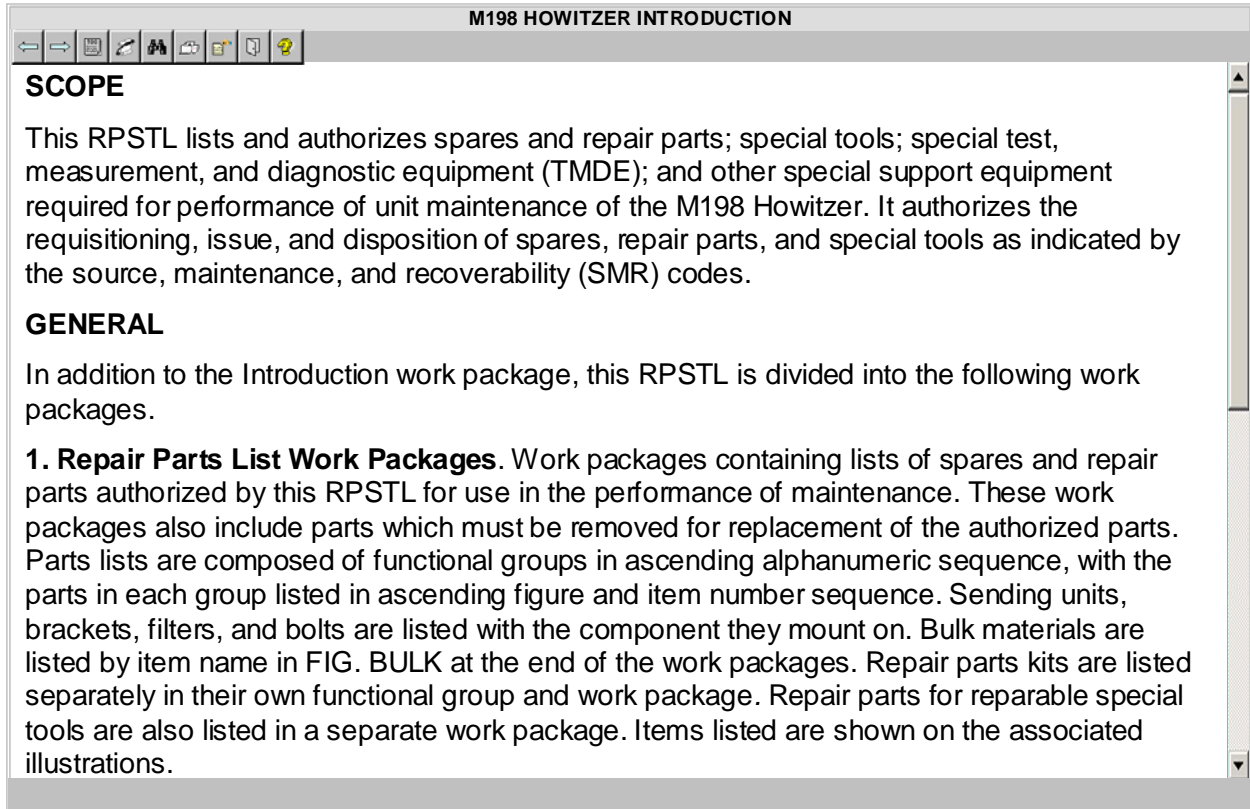 M198 HOWITZER INTRODUCTION
SCOPE
This RPSTL lists and authorizes spares and repair parts; special tools; special test,
measurement, and diagnostic equipment (TMDE); and other special support equipment
required for performance of unit maintenance of the M198 Howitzer. It authorizes the
requisitioning, issue, and disposition of spares, repair parts, and special tools as indicated by
the source, maintenance, and recoverability (SMR) codes.
GENERAL
In addition to the Introduction work package, this RPSTL is divided into the following work
packages.
1. Repair Parts List Work Packages. Work packages containing lists of spares and repair
parts authorized by this RPSTL for use in the performance of maintenance. These work
packages also include parts which must be removed for replacement of the authorized parts.
Parts lists are composed of functional groups in ascending alphanumeric sequence, with the
parts in each group listed in ascending figure and item number sequence. Sending units,
brackets, filters, and bolts are listed with the component they mount on. Bulk materials are
listed by item name in FIG. BULK at the end of the work packages. Repair parts kits are listed
separately in their own functional group and work package. Repair parts for reparable special
tools are also listed in a separate work package. Items listed are shown on the associated
illustrations.